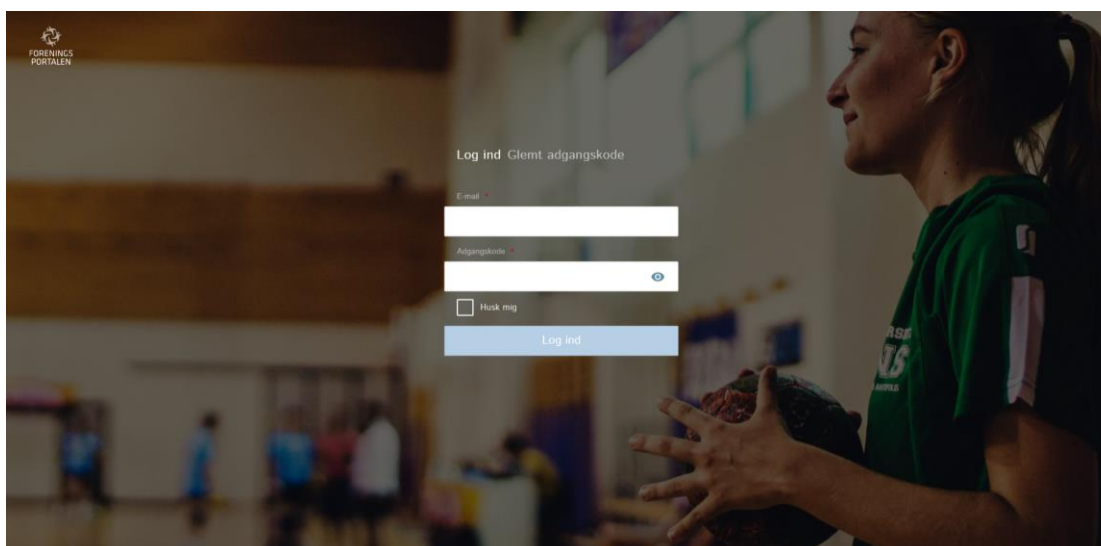 FORENINGS
PORTALEN
Log ind Glemt adgangskode
E-mail *
Adgangskode *
Husk mig
Log ind